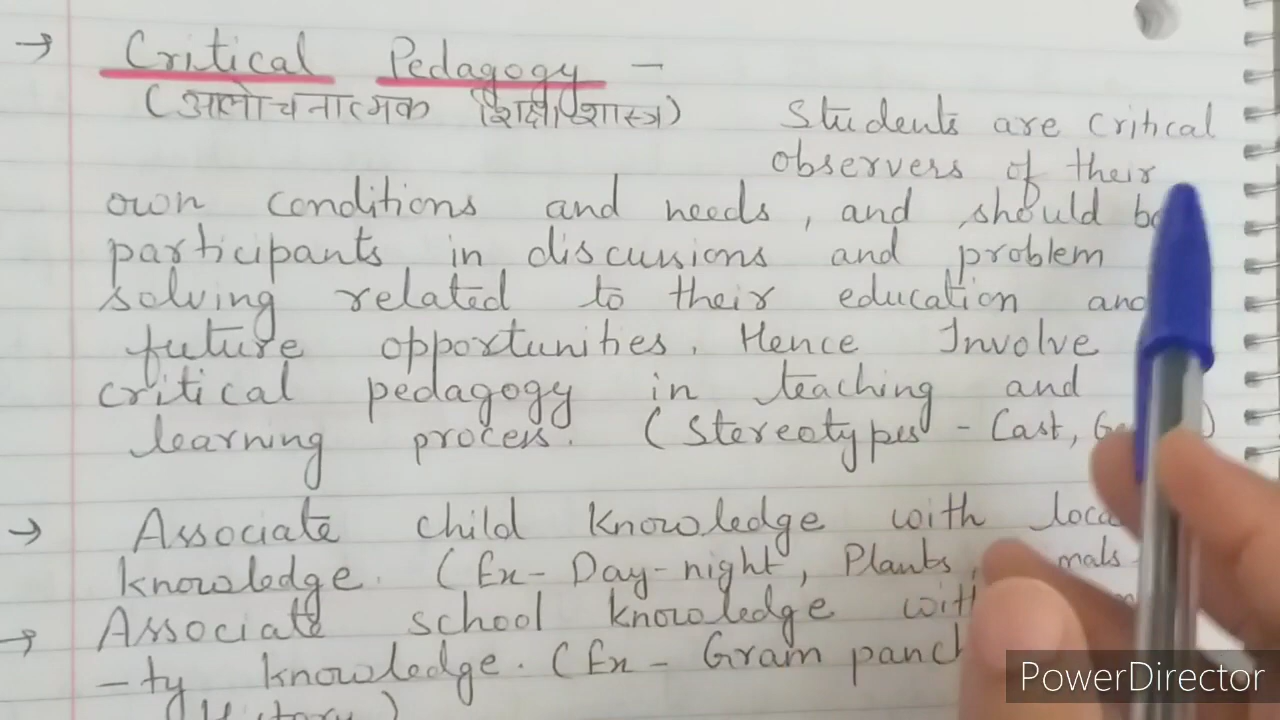 → Critical Pedagogy –
(आलोचनात्मक शिक्षाशास्त्र) Students are critical
observers of their
own conditions and needs, and should be
participants in discussions and problem
solving related to their education and
future opportunities. Hence Involve
critical pedagogy in teaching and
learning process. (Stereotypes - Cast,
→ Associate child knowledge with
knowledge. (Ex- Day-night, Plants,
→ Associate school knowledge with
-ty knowledge. (Ex- Gram
PowerDirector